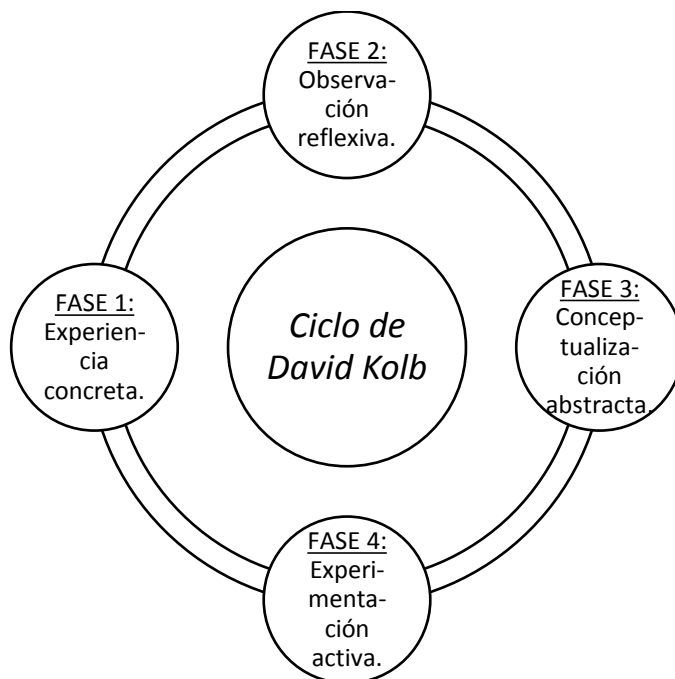 FASE 2:
Observa-
ción
reflexiva.
FASE 1:
Experien-
cia
concreta.
Ciclo de
David Kolb
FASE 3:
Concep-
tualiza-
ción
abstracta.
FASE 4:
Experi-
menta-
ción
activa.